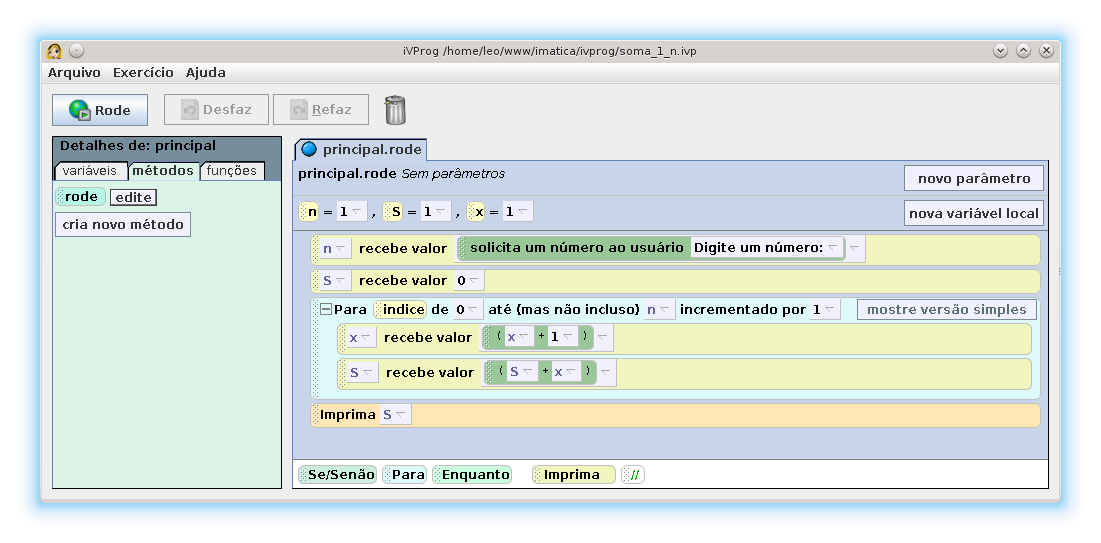 iVProg /home/leo/www/imatica/ivprog/soma_1_n.ivp
Arquivo Exercício Ajuda
Rode Desfaz Refaz
Detalhes de: principal
variáveis métodos funções
rode edite
cria novo método
principal.rode
principal.rode Sem parâmetros novo parâmetro
n = 1 , S = 1 , x = 1 nova variável local
n recebe valor solicita um número ao usuário Digite um número:
S recebe valor 0
Para índice de 0 até (mas não incluso) n incrementado por 1 mostre versão simples
x recebe valor ( x + 1 )
S recebe valor ( S + x )
Imprima S
Se/Senão Para Enquanto Imprima //